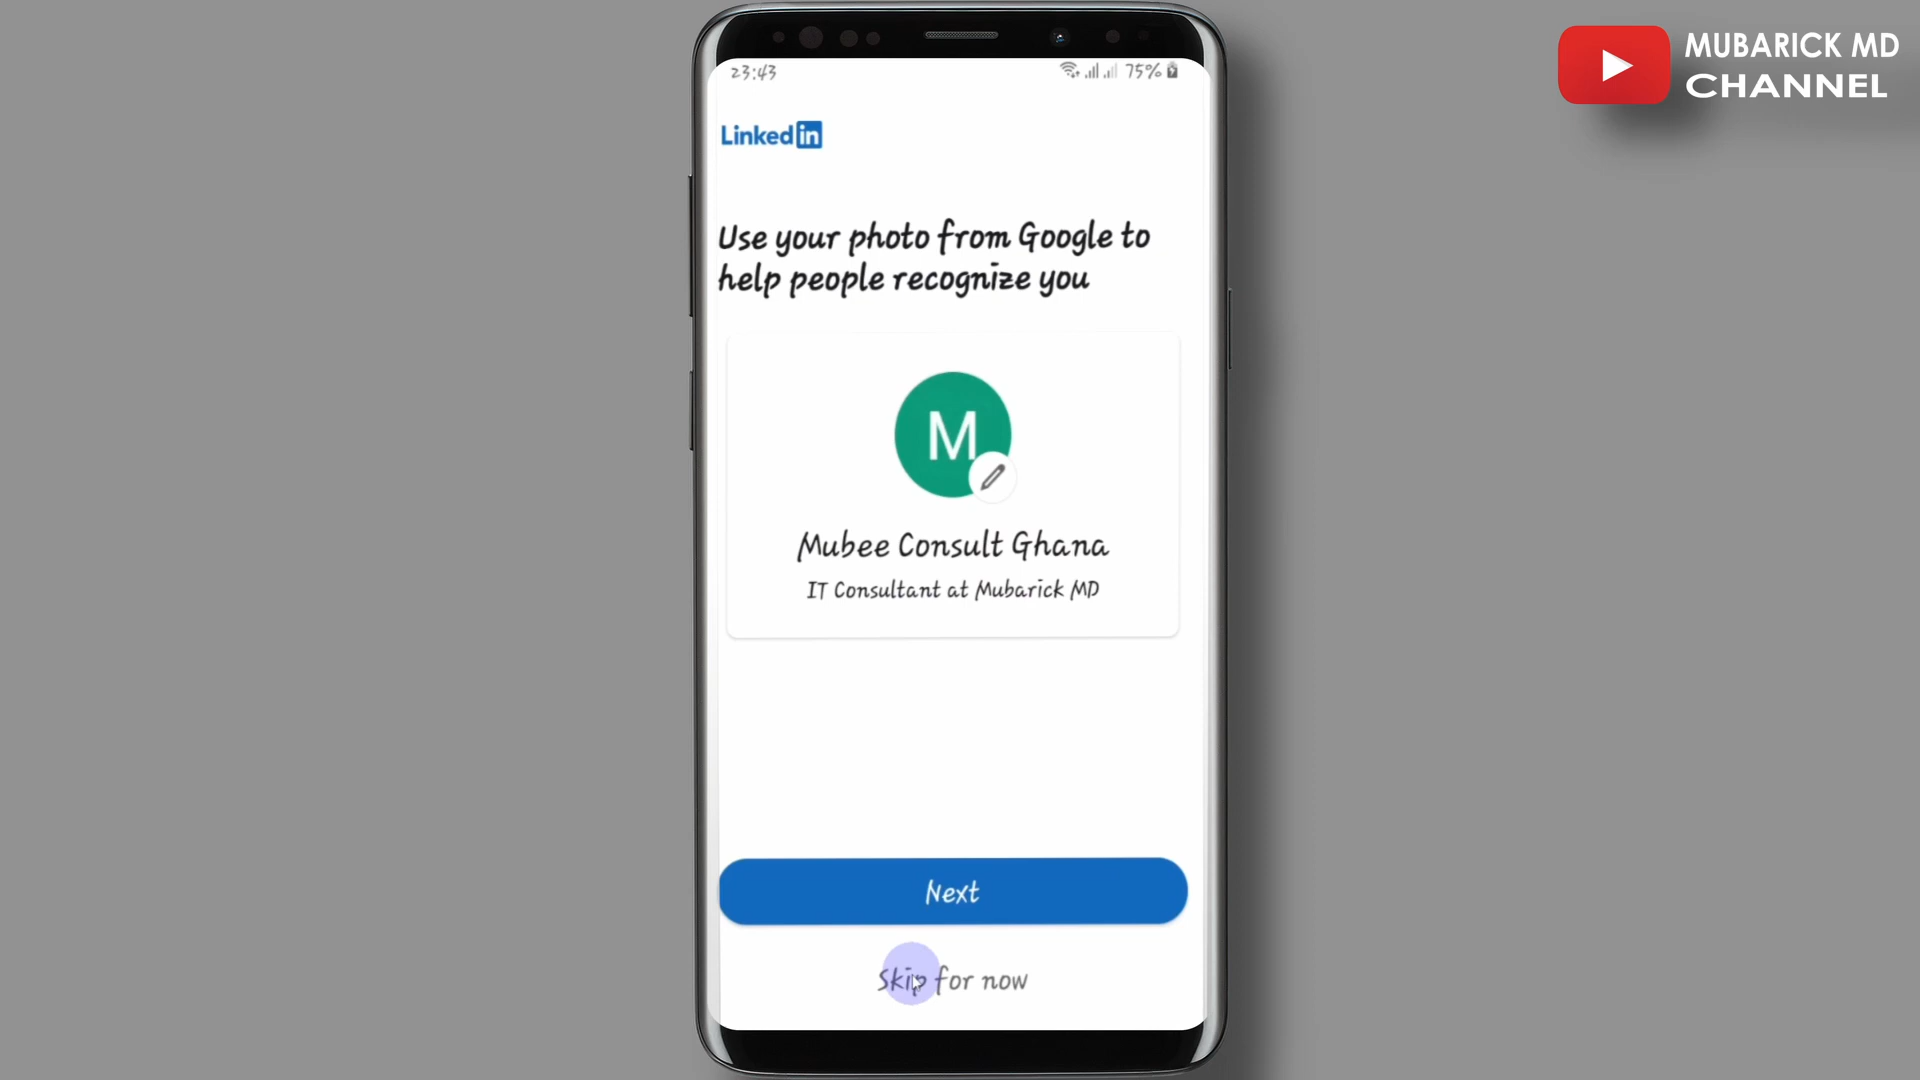 MUBARICK MD
CHANNEL
23:43
75%
Linked in
Use your photo from Google to
help people recognize you
M
Mubee Consult Ghana
IT Consultant at Mubarick MD
Next
Skip for now